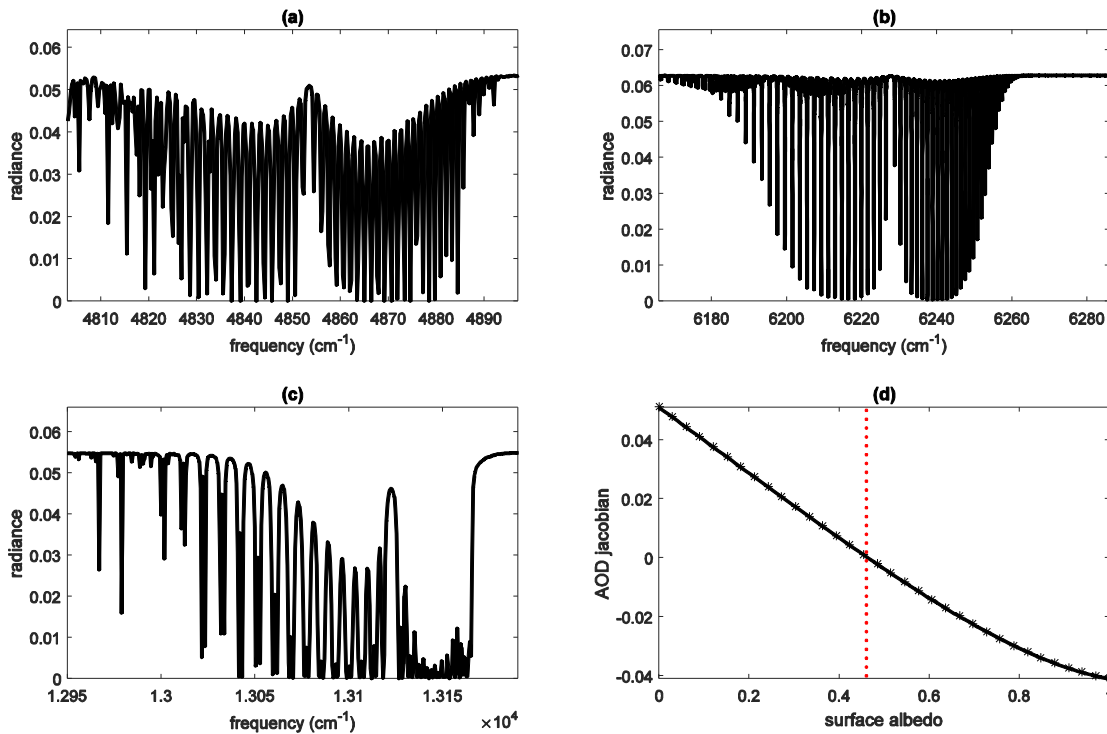 (a)
0.06
0.05
0.04
0.03
0.02
0.01
0
radiance
4810 4820 4830 4840 4850 4860 4870 4880 4890
frequency (cm-1)
(b)
0.07
0.06
0.05
0.04
0.03
0.02
0.01
0
radiance
6180 6200 6220 6240 6260 6280
frequency (cm-1)
(c)
0.06
0.05
0.04
0.03
0.02
0.01
0
radiance
1.295 1.3 1.305 1.31 1.315
frequency (cm-1)
×10^4
(d)
0.04
0.02
0
-0.02
-0.04
AOD jacobian
0 0.2 0.4 0.6 0.8
surface albedo